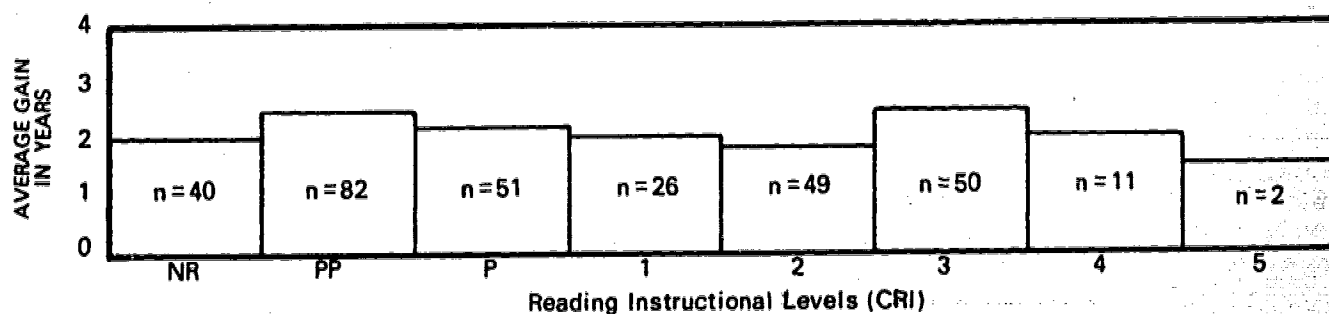 AVERAGE GAIN
IN YEARS
4
3
2
1
0
n=40
n=82
n=51
n=26
n=49
n=50
n=11
n=2
NR PP P 1 2 3 4 5
Reading Instructional Levels (CRI)